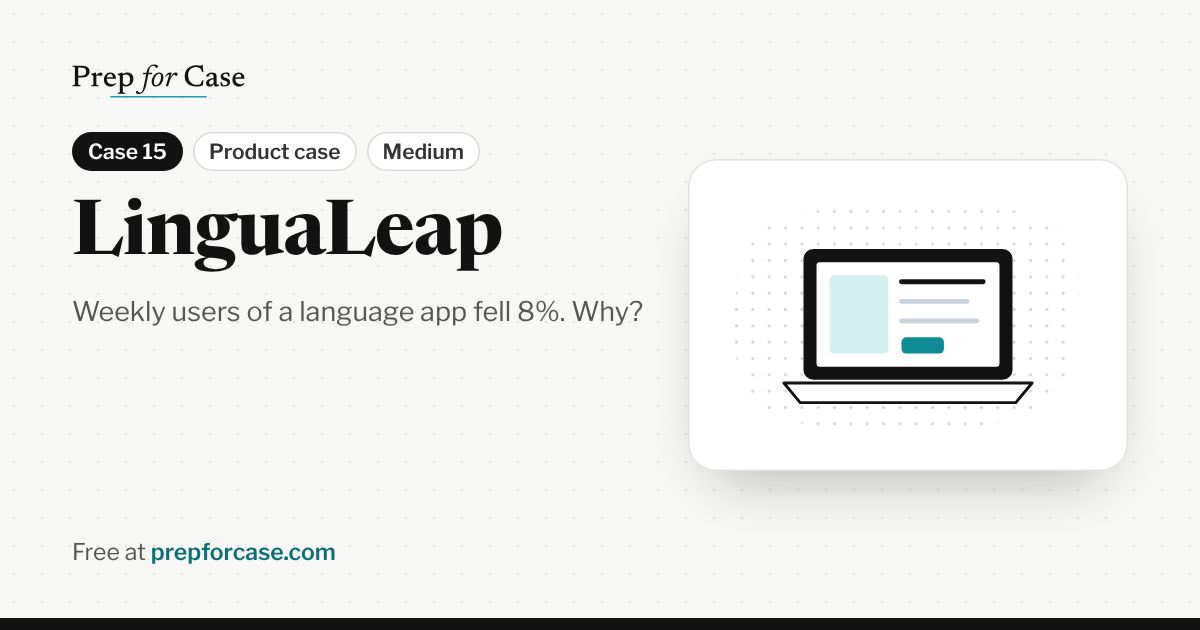 Prep for Case
Case 15 Product case Medium
LinguaLeap
Weekly users of a language app fell 8%. Why?
Free at prepforcase.com